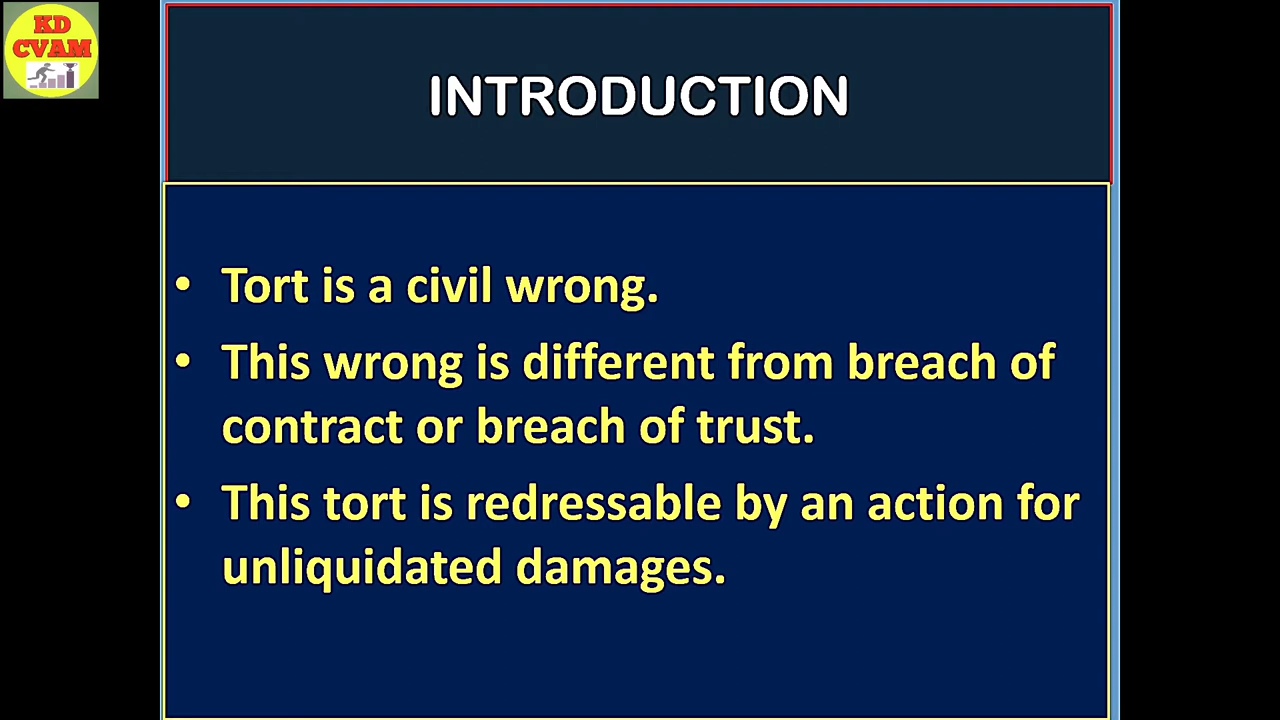 KD
CVAM
INTRODUCTION
• Tort is a civil wrong.
• This wrong is different from breach of
contract or breach of trust.
• This tort is redressable by an action for
unliquidated damages.